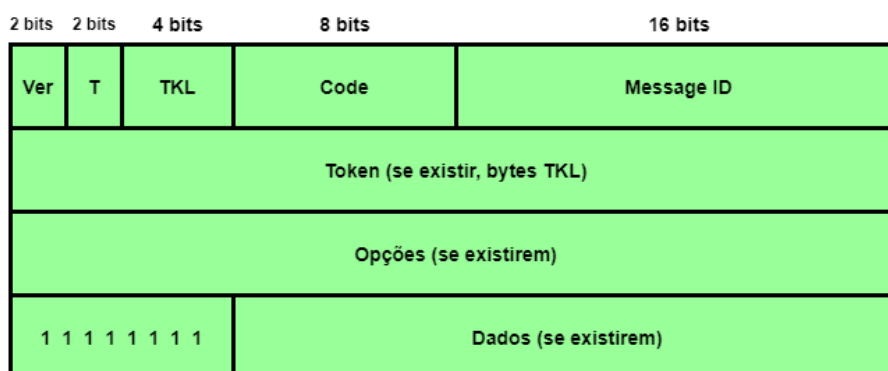 2 bits 2 bits 4 bits 8 bits 16 bits
Ver T TKL Code Message ID
Token (se existir, bytes TKL)
Opções (se existirem)
1 1 1 1 1 1 1 1 Dados (se existirem)